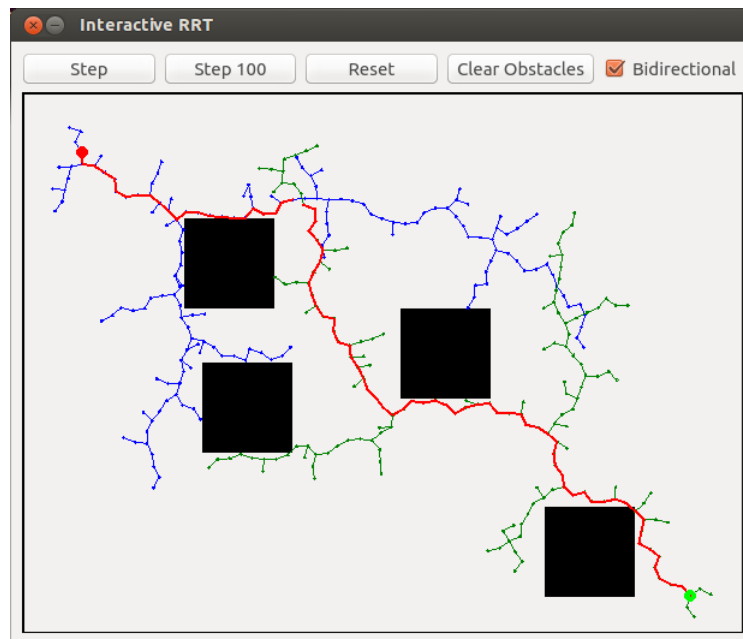 Interactive RRT
Step Step 100 Reset Clear Obstacles Bidirectional